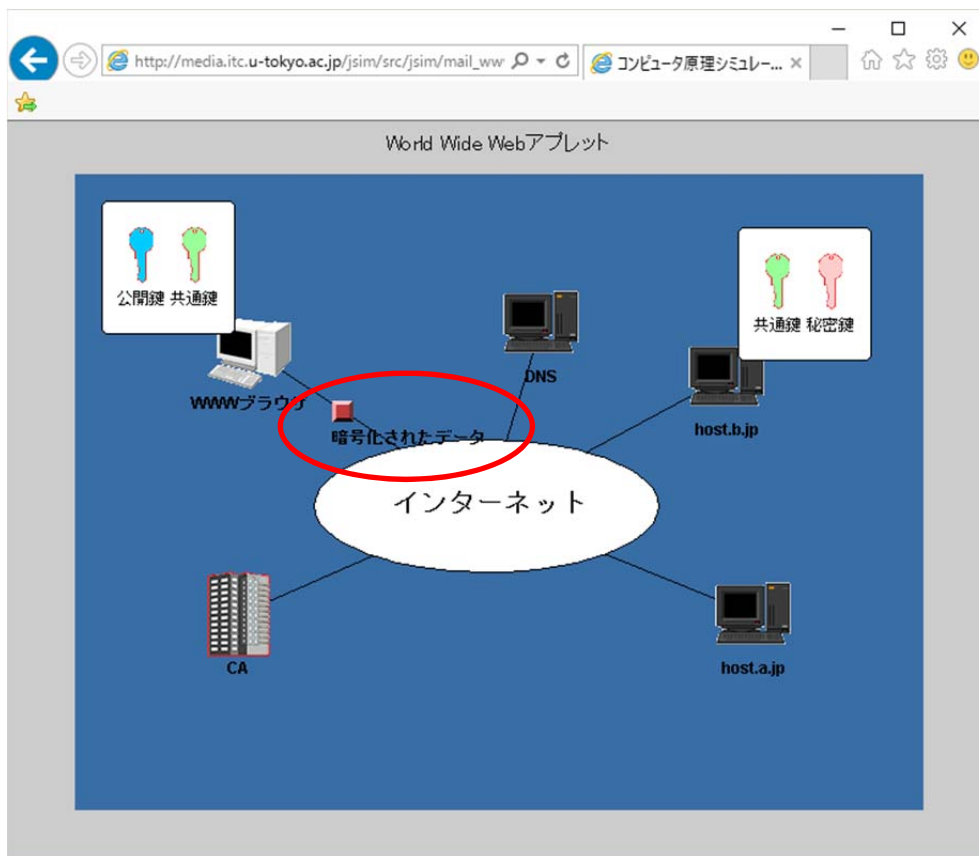 http://media.itc.u-tokyo.ac.jp/jsim/src/jsim/mail_ww
コンピュータ原理シミュレー...
World Wide Webアプレット
公開鍵 共通鍵
共通鍵 秘密鍵
DNS
WWWブラウザ
host.b.jp
暗号化されたデータ
インターネット
CA
host.a.jp